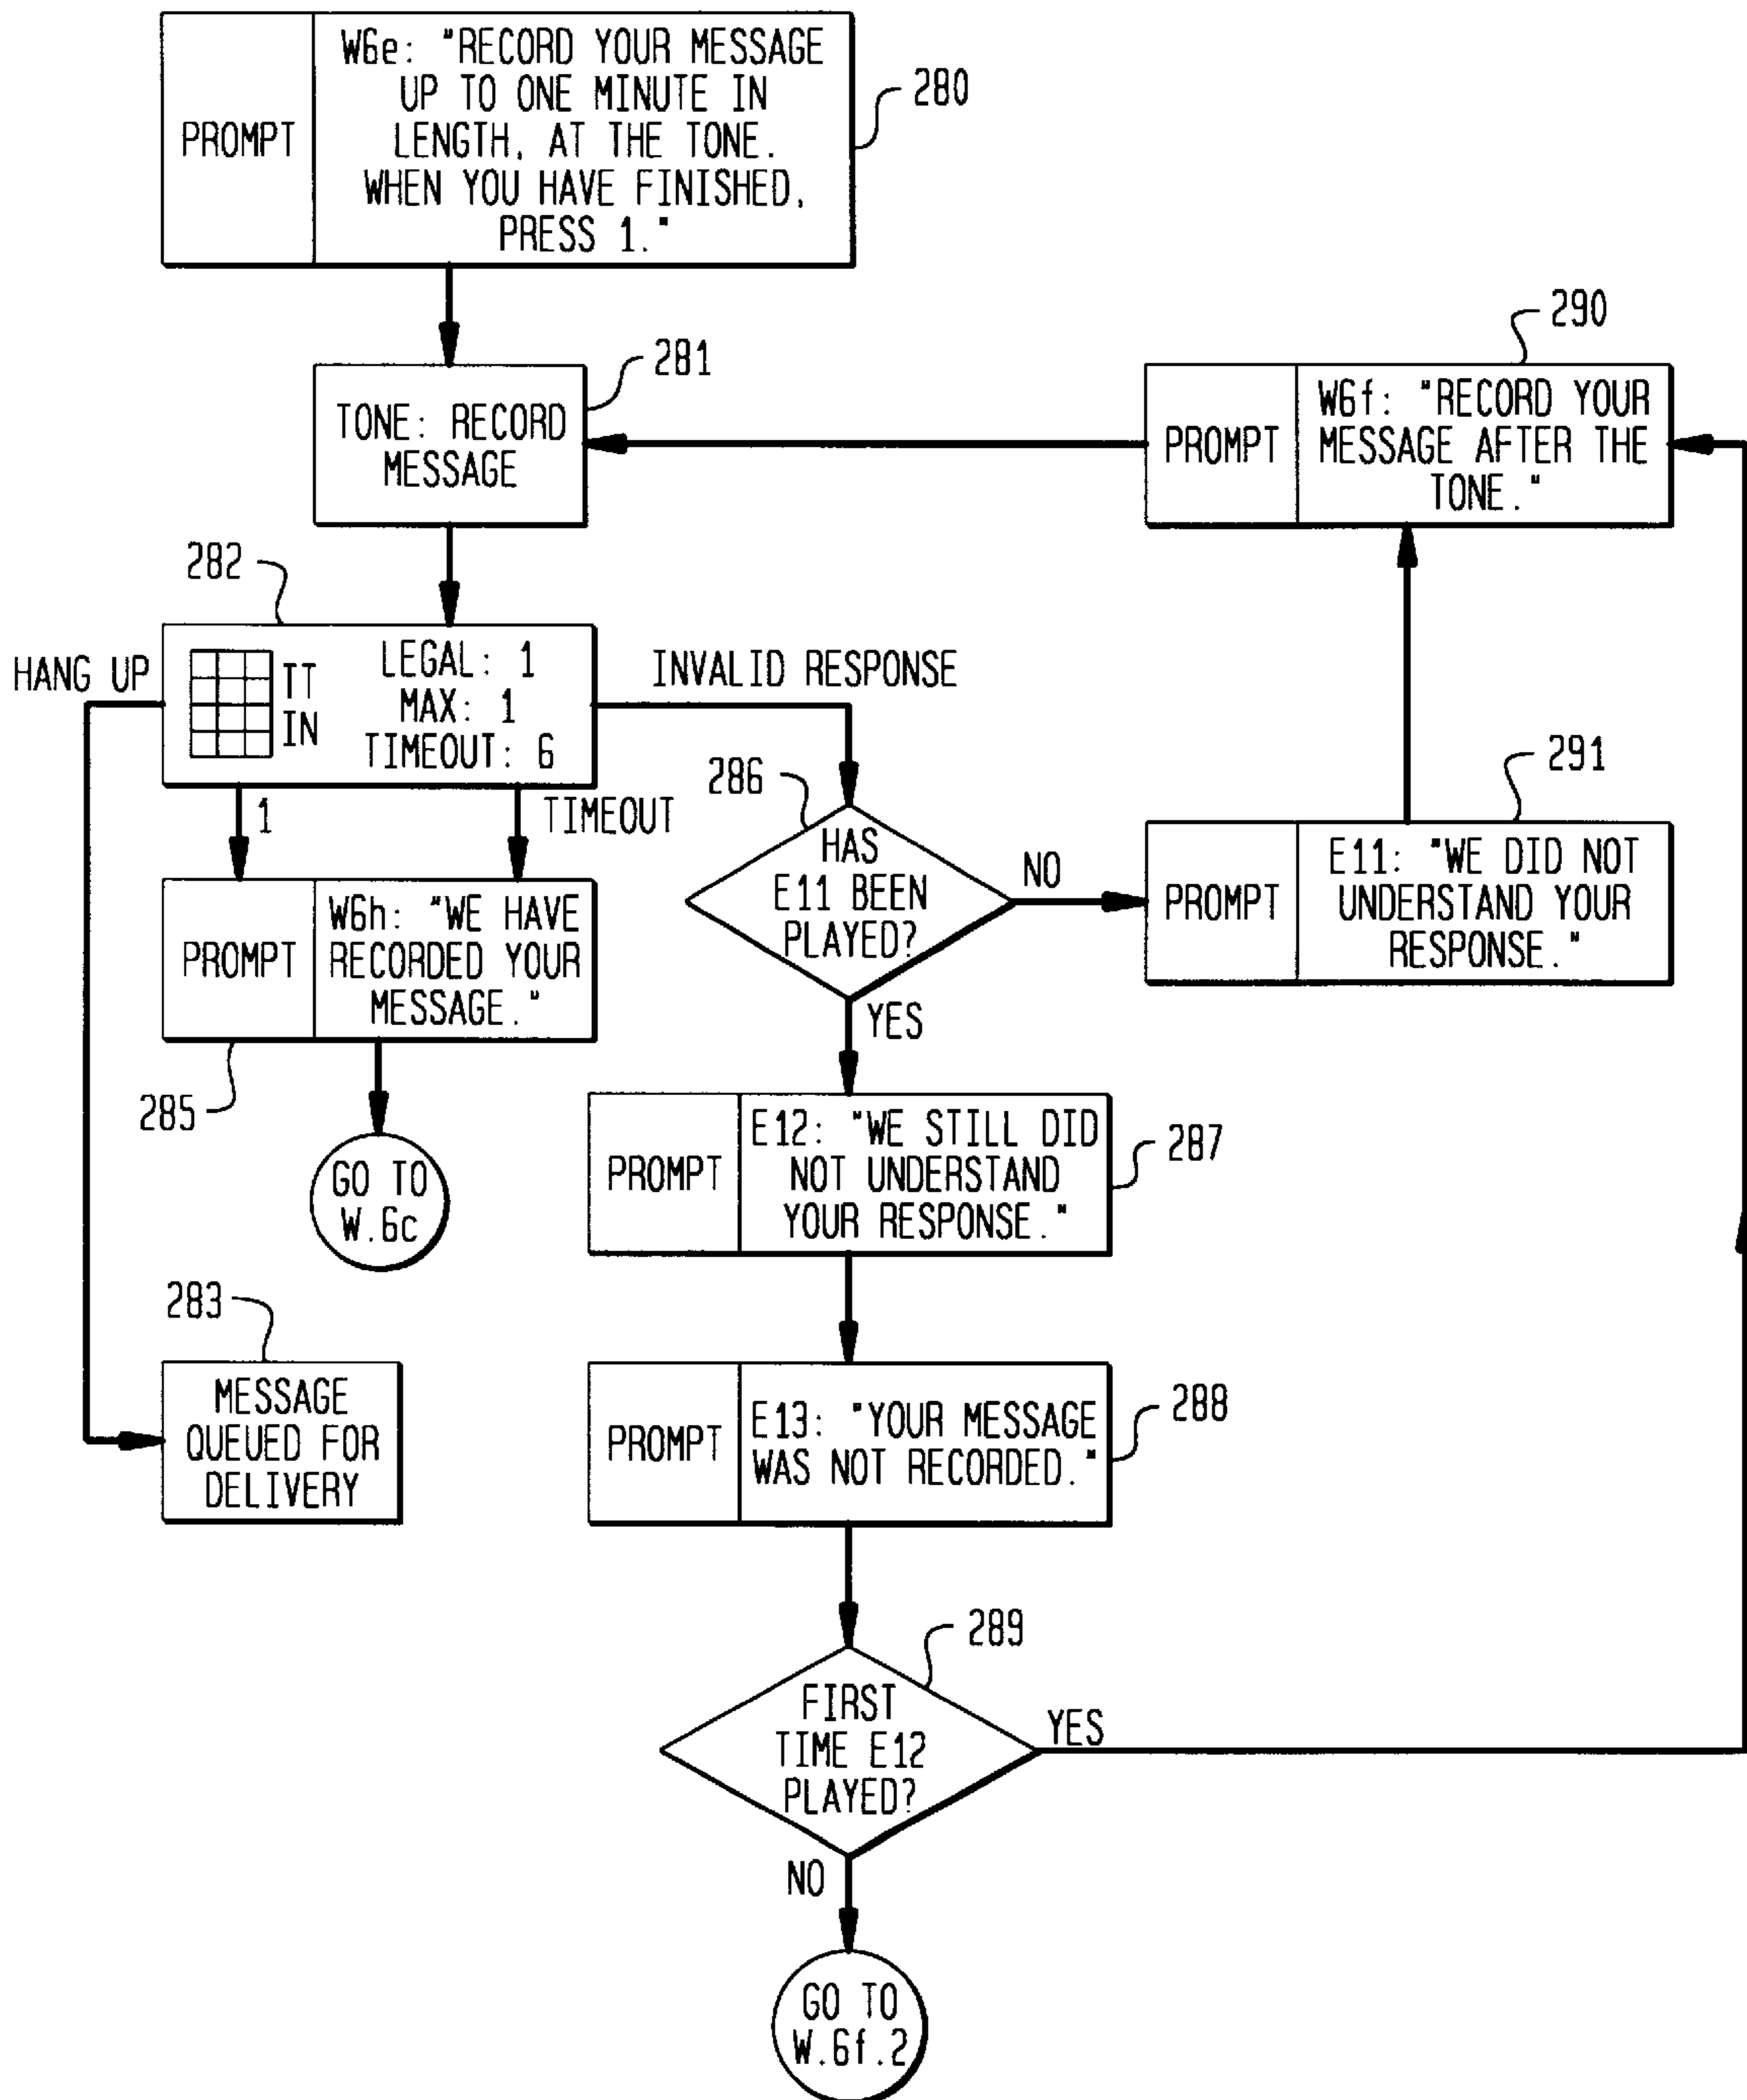 W6e: "RECORD YOUR MESSAGE
UP TO ONE MINUTE IN
LENGTH, AT THE TONE.
WHEN YOU HAVE FINISHED,
PRESS 1."
PROMPT
280
281
TONE: RECORD
MESSAGE
290
PROMPT
W6f: "RECORD YOUR
MESSAGE AFTER THE
TONE."
282
HANG UP
TT
IN
LEGAL: 1
MAX: 1
TIMEOUT: 6
INVALID RESPONSE
1
TIMEOUT
286
HAS
E11 BEEN
PLAYED?
NO
YES
291
PROMPT
E11: "WE DID NOT
UNDERSTAND YOUR
RESPONSE."
PROMPT
W6h: "WE HAVE
RECORDED YOUR
MESSAGE."
285
GO TO
W.6c
PROMPT
E12: "WE STILL DID
NOT UNDERSTAND
YOUR RESPONSE."
287
283
MESSAGE
QUEUED FOR
DELIVERY
PROMPT
E13: "YOUR MESSAGE
WAS NOT RECORDED."
288
289
FIRST
TIME E12
PLAYED?
YES
NO
GO TO
W.6f.2